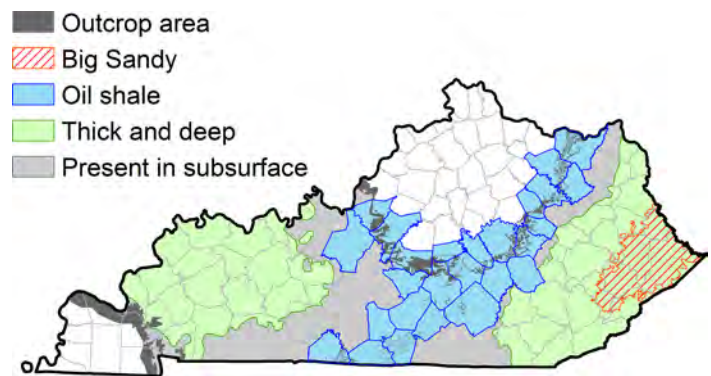 Outcrop area
Big Sandy
Oil shale
Thick and deep
Present in subsurface